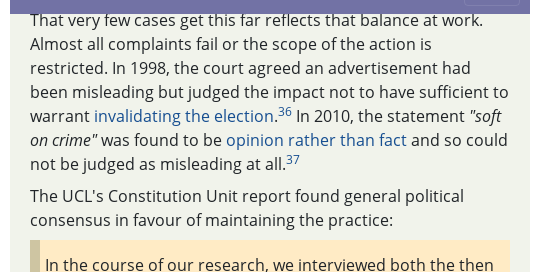 That very few cases get this far reflects that balance at work.
Almost all complaints fail or the scope of the action is
restricted. In 1998, the court agreed an advertisement had
been misleading but judged the impact not to have sufficient to
warrant invalidating the election.36 In 2010, the statement "soft
on crime" was found to be opinion rather than fact and so could
not be judged as misleading at all.37
The UCL's Constitution Unit report found general political
consensus in favour of maintaining the practice:
In the course of our research, we interviewed both the then